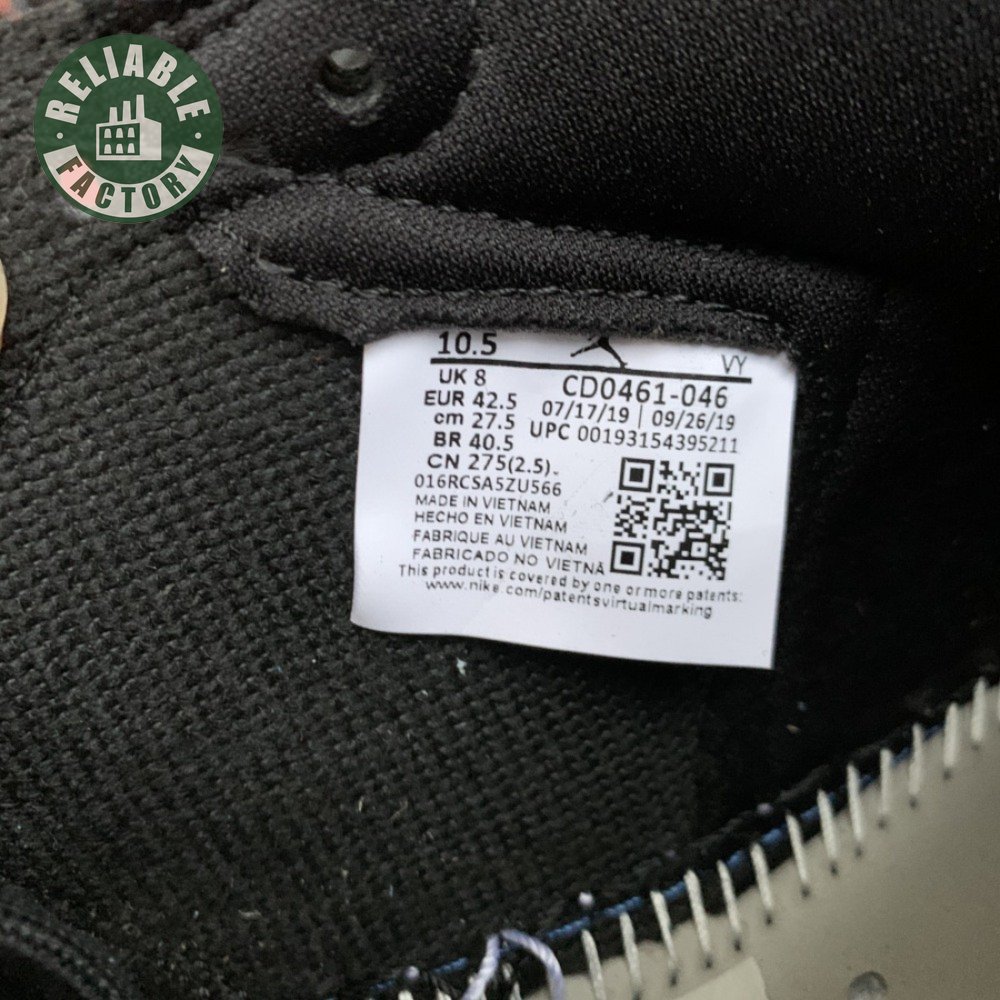 RELIABLE
FACTORY
10.5
VY
UK 8
CD0461-046
EUR 42.5
07/17/19 | 09/26/19
cm 27.5
UPC 00193154395211
BR 40.5
CN 275(2.5).
016RCSA5ZU566
MADE IN VIETNAM
HECHO EN VIETNAM
FABRIQUE AU VIETNAM
FABRICADO NO VIETNÃ
This product is covered by one or more patents:
www.nike.com/patentsvirtualmarking